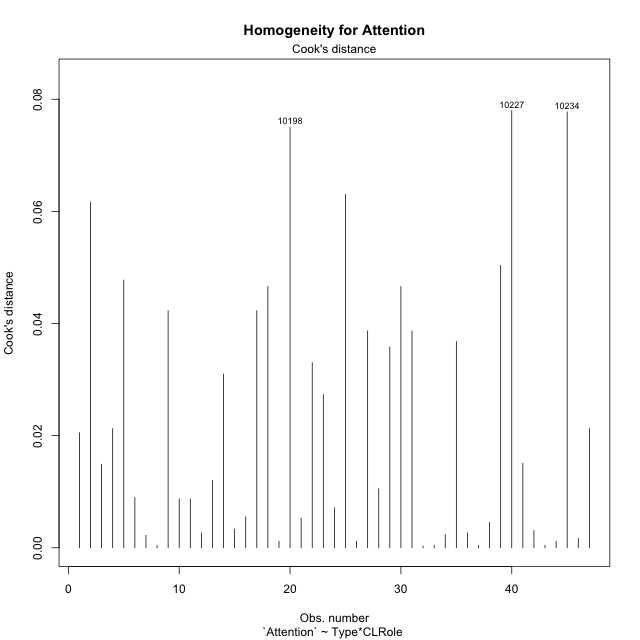 Homogeneity for Attention
Cook's distance
Cook's distance
0.08
0.06
0.04
0.02
0.00
10198
10227
10234
0 10 20 30 40
Obs. number
`Attention` ~ Type*CLRole